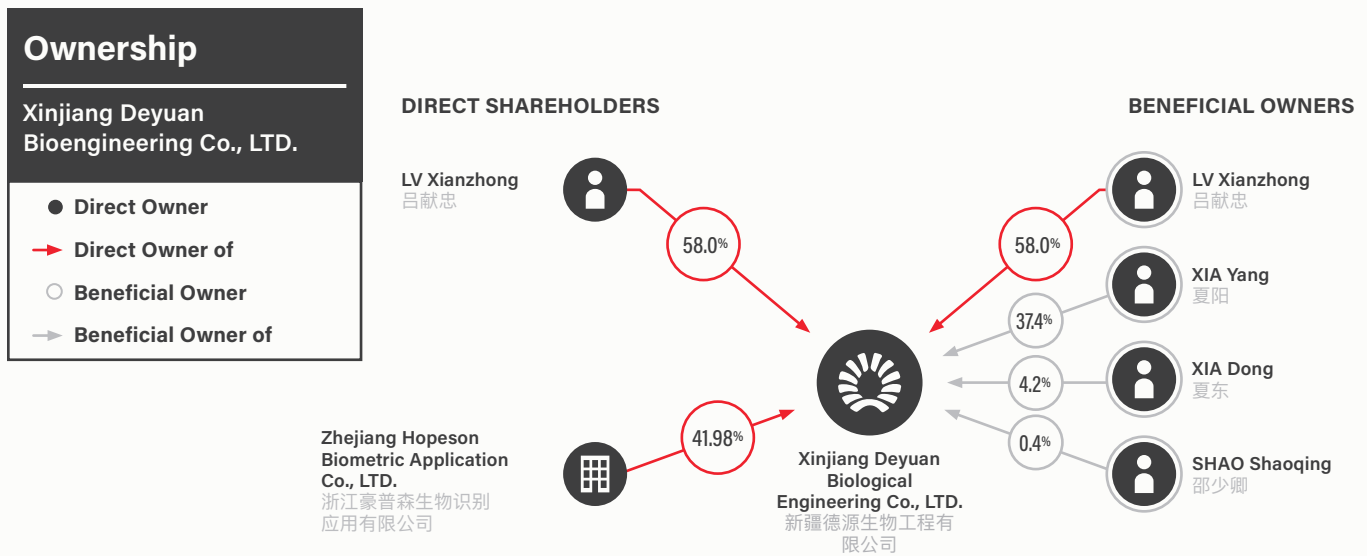 Ownership
Xinjiang Deyuan
Bioengineering Co., LTD.
Direct Owner
Direct Owner of
Beneficial Owner
Beneficial Owner of
DIRECT SHAREHOLDERS
LV Xianzhong
吕献忠
58.0%
Zhejiang Hopeson
Biometric Application
Co., LTD.
浙江豪普森生物识别
应用有限公司
41.98%
Xinjiang Deyuan
Biological
Engineering Co., LTD.
新疆德源生物工程有
限公司
BENEFICIAL OWNERS
LV Xianzhong
吕献忠
58.0%
XIA Yang
夏阳
37.4%
XIA Dong
夏东
4.2%
SHAO Shaoqing
邵少卿
0.4%